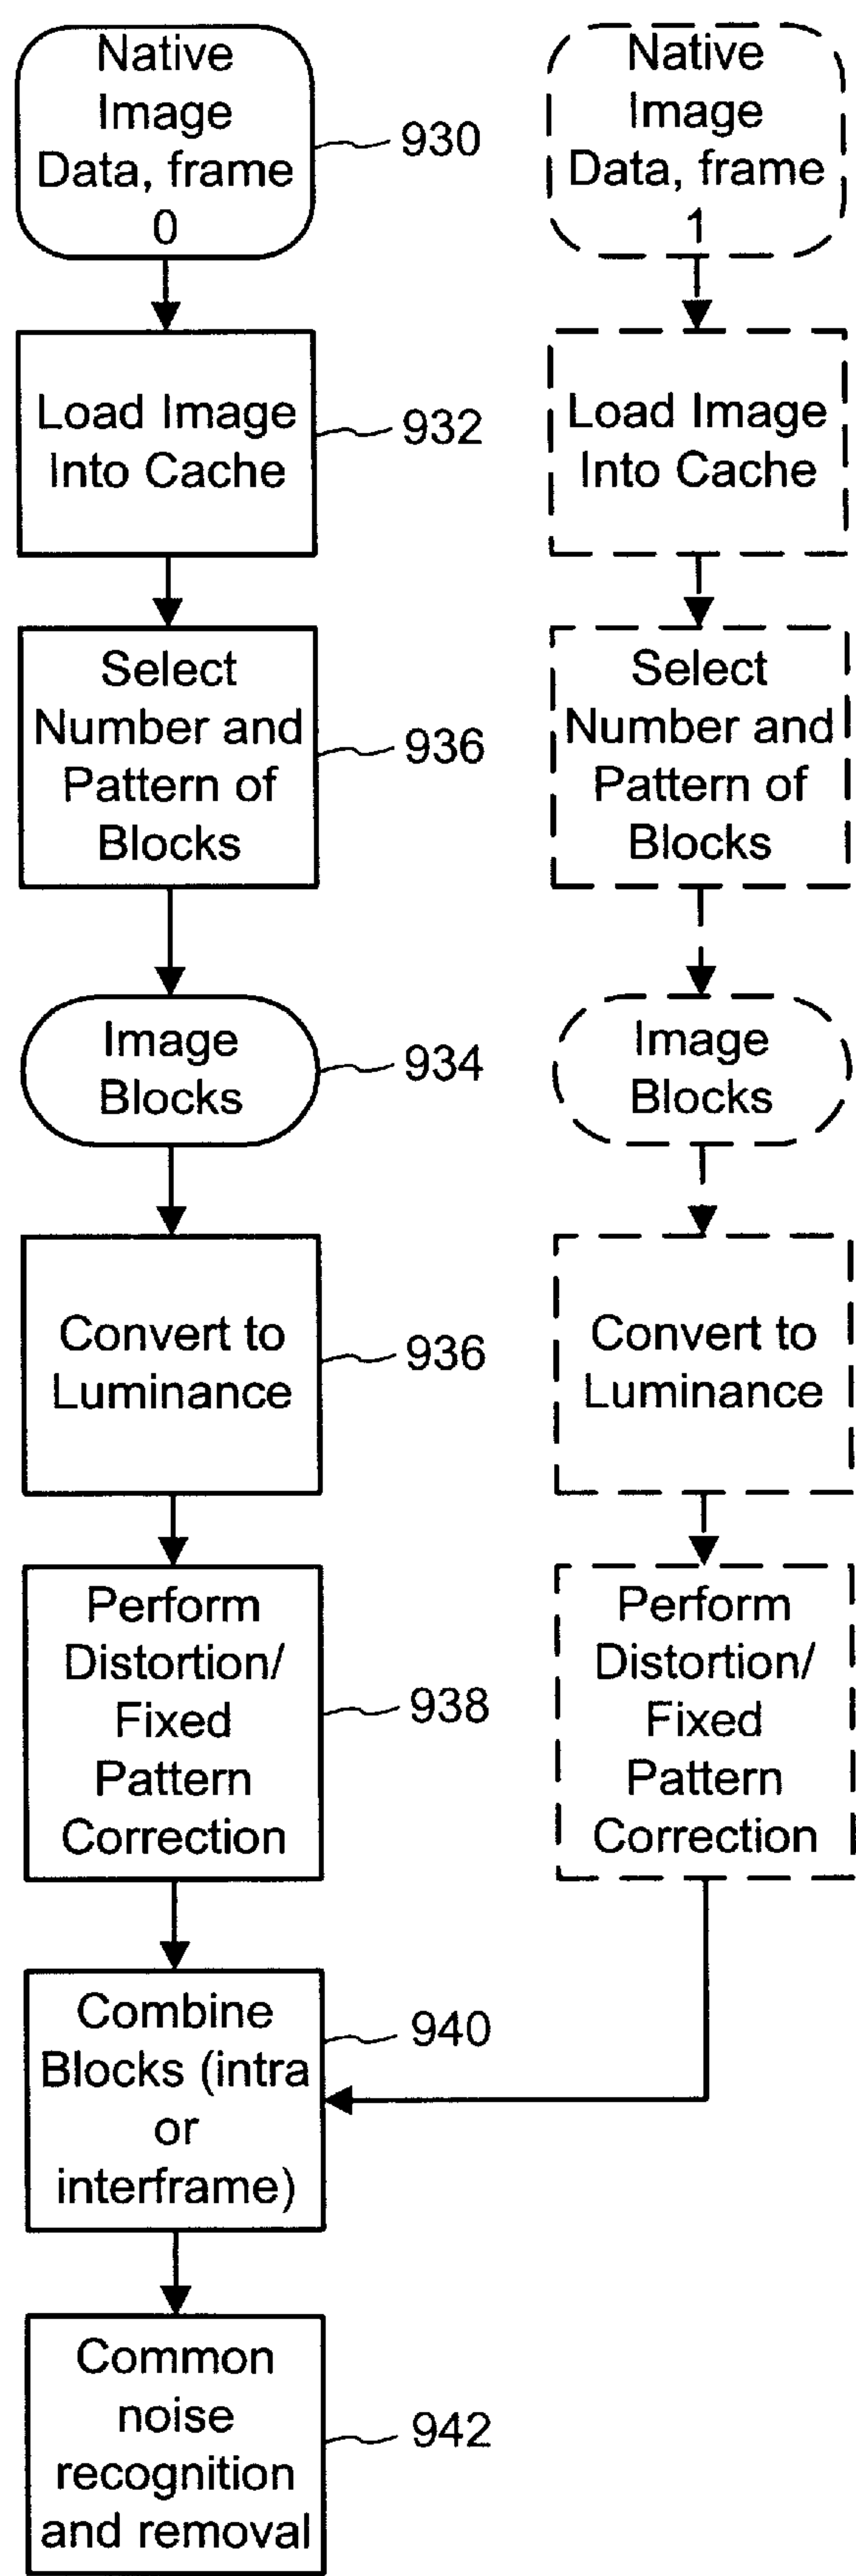 Native
Image
Data, frame
0
930
Load Image
Into Cache
932
Select
Number and
Pattern of
Blocks
936
Image
Blocks
934
Convert to
Luminance
936
Perform
Distortion/
Fixed
Pattern
Correction
938
Combine
Blocks (intra
or
interframe)
940
Common
noise
recognition
and removal
942
Native
Image
Data, frame
1
Load Image
Into Cache
Select
Number and
Pattern of
Blocks
Image
Blocks
Convert to
Luminance
Perform
Distortion/
Fixed
Pattern
Correction